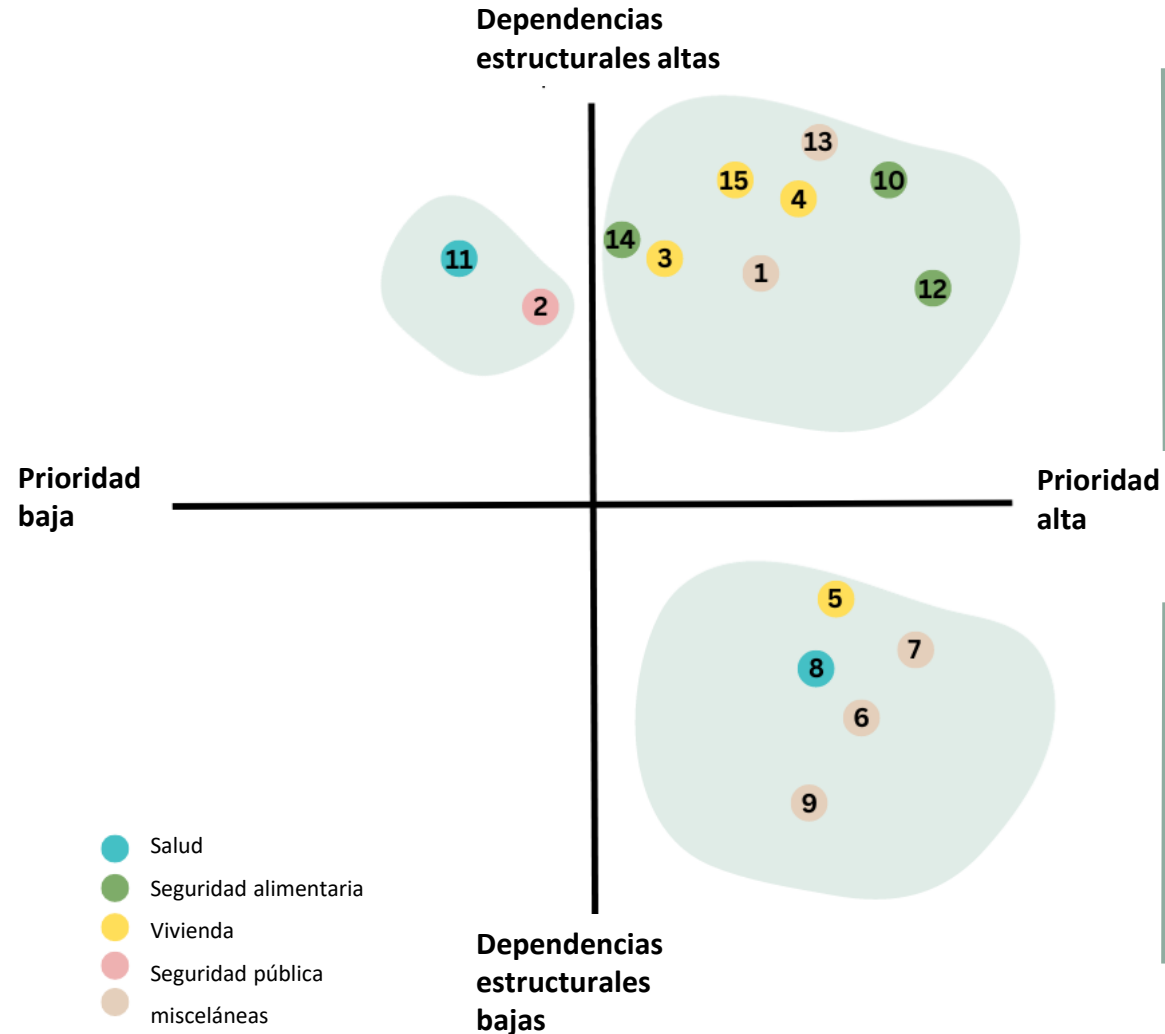 Dependencias
estructurales altas
13
15
10
4
14
3
1
11
12
2
Prioridad
baja
Prioridad
alta
5
7
8
6
9
Salud
Seguridad alimentaria
Vivienda
Seguridad pública
misceláneas
Dependencias
estructurales
bajas